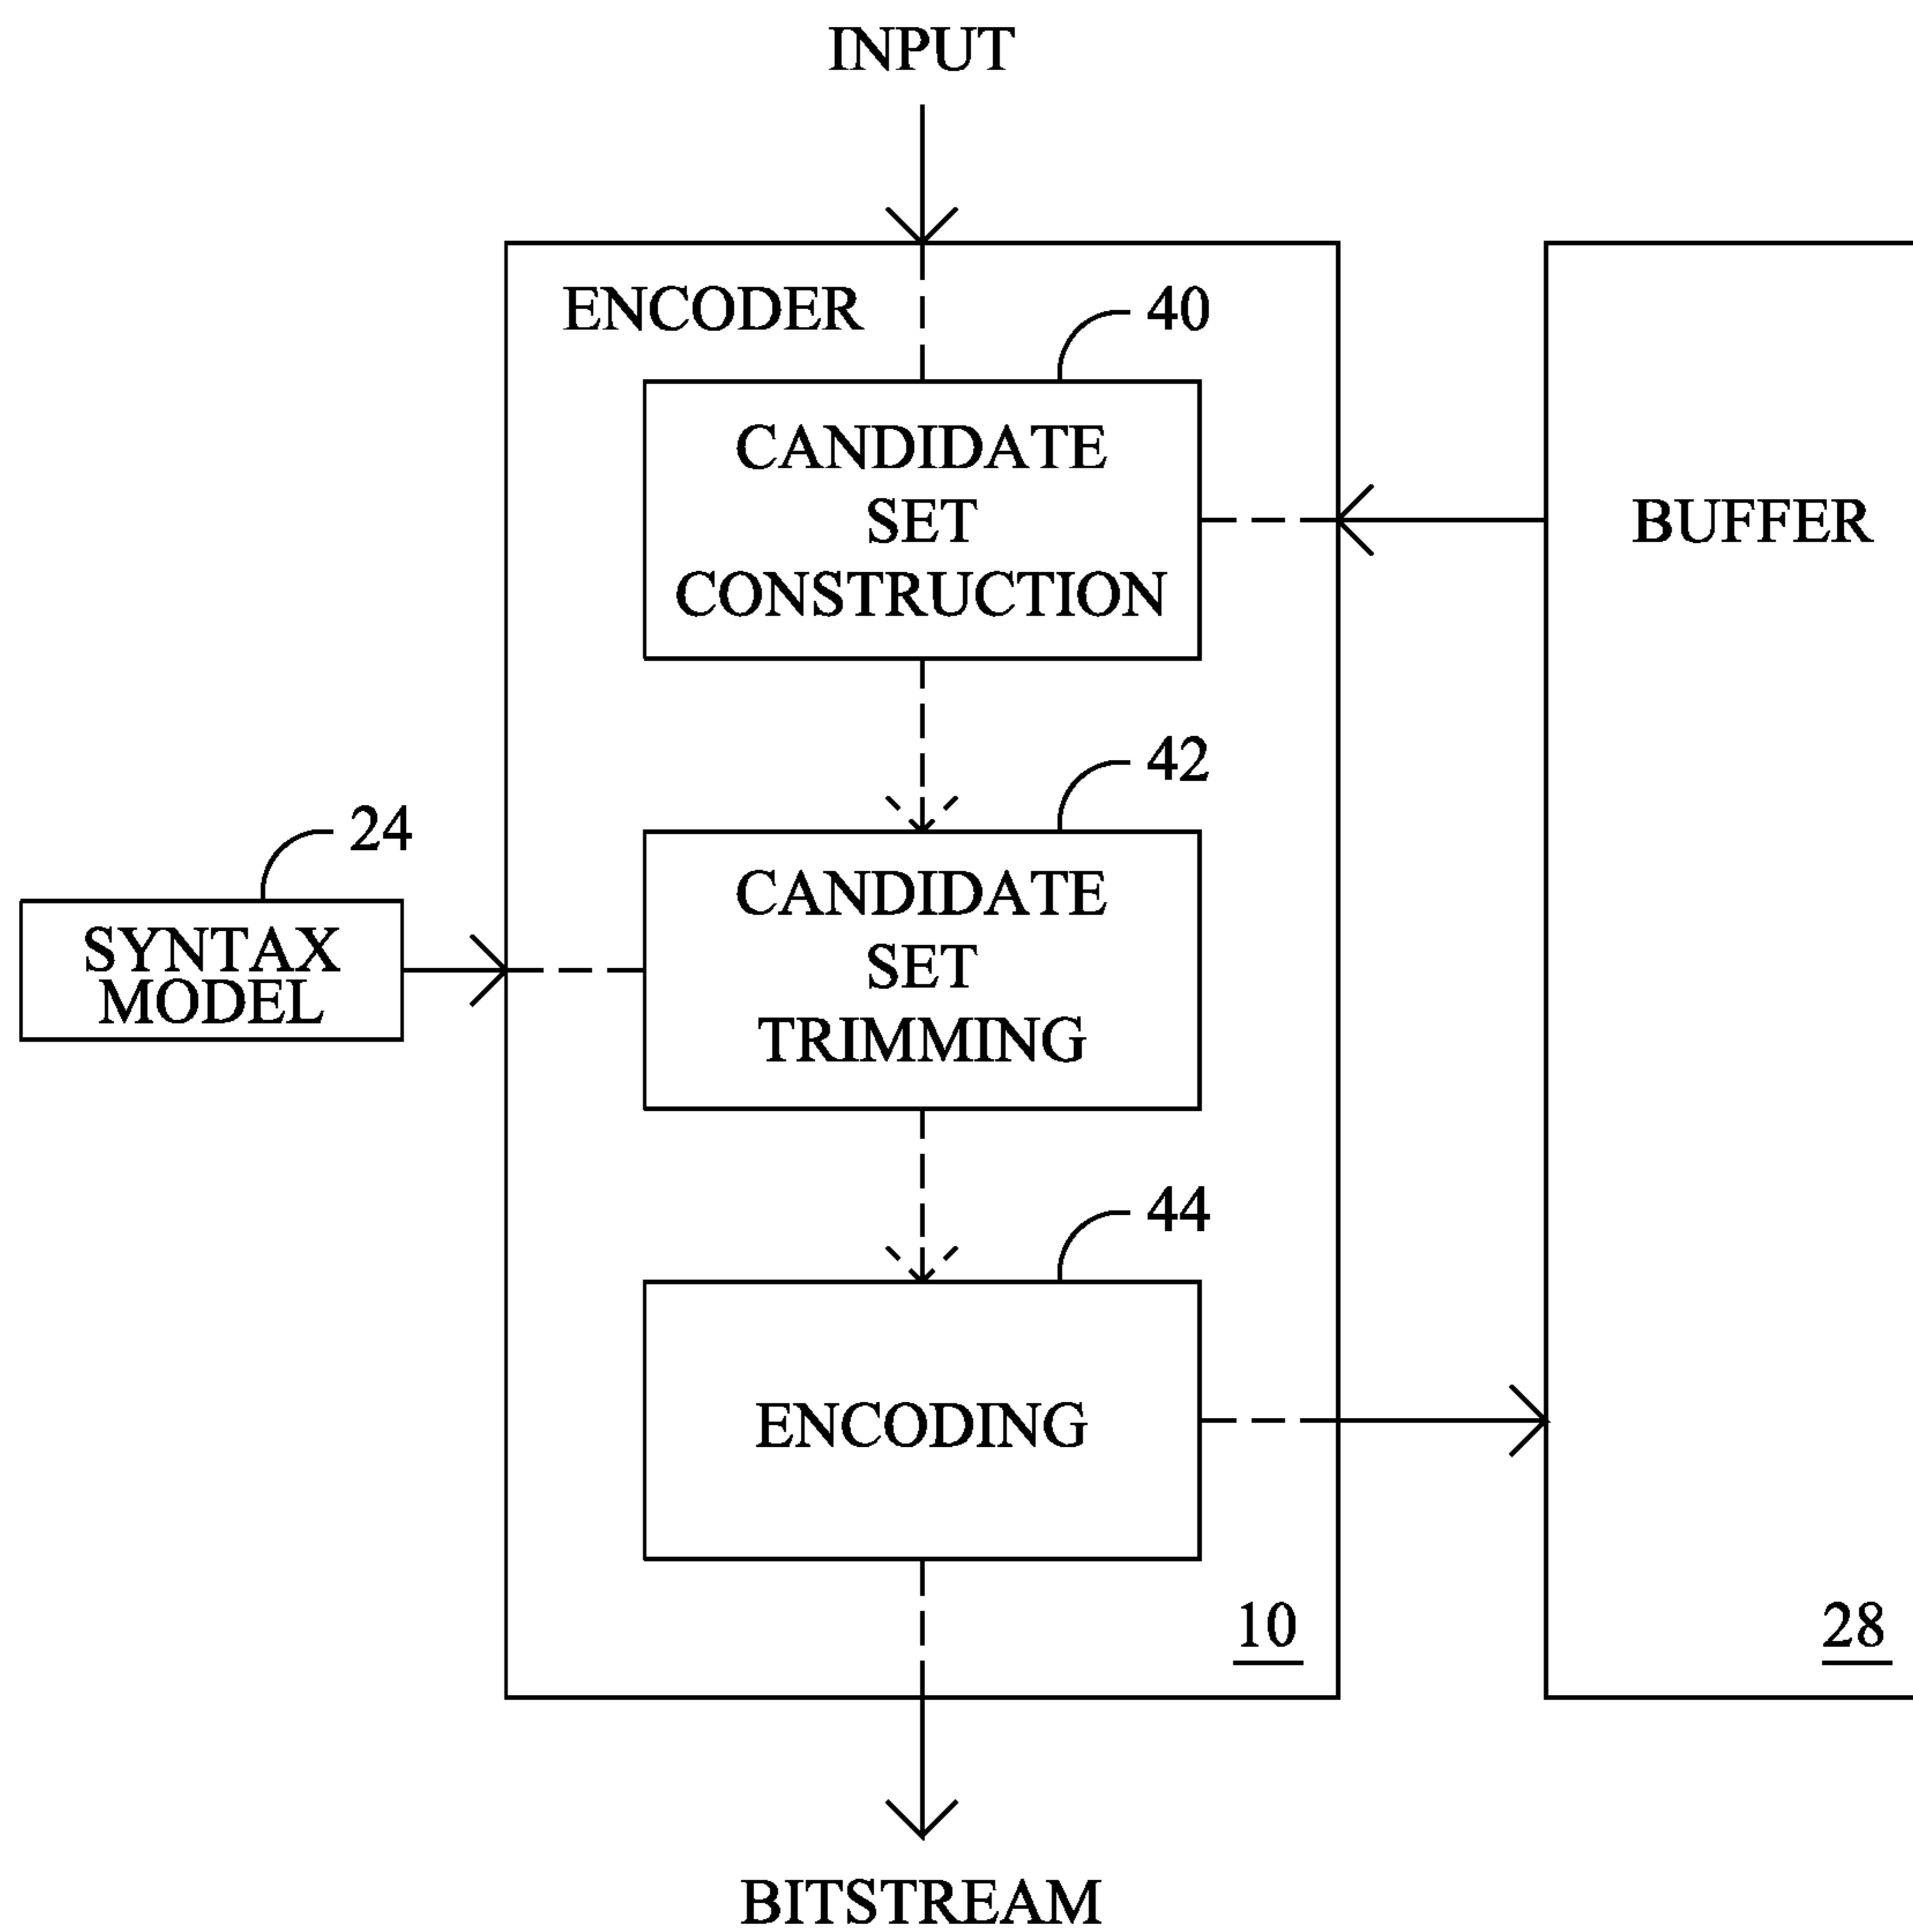 INPUT
ENCODER
40
CANDIDATE
SET
CONSTRUCTION
BUFFER
42
24
SYNTAX
MODEL
CANDIDATE
SET
TRIMMING
44
ENCODING
10
28
BITSTREAM